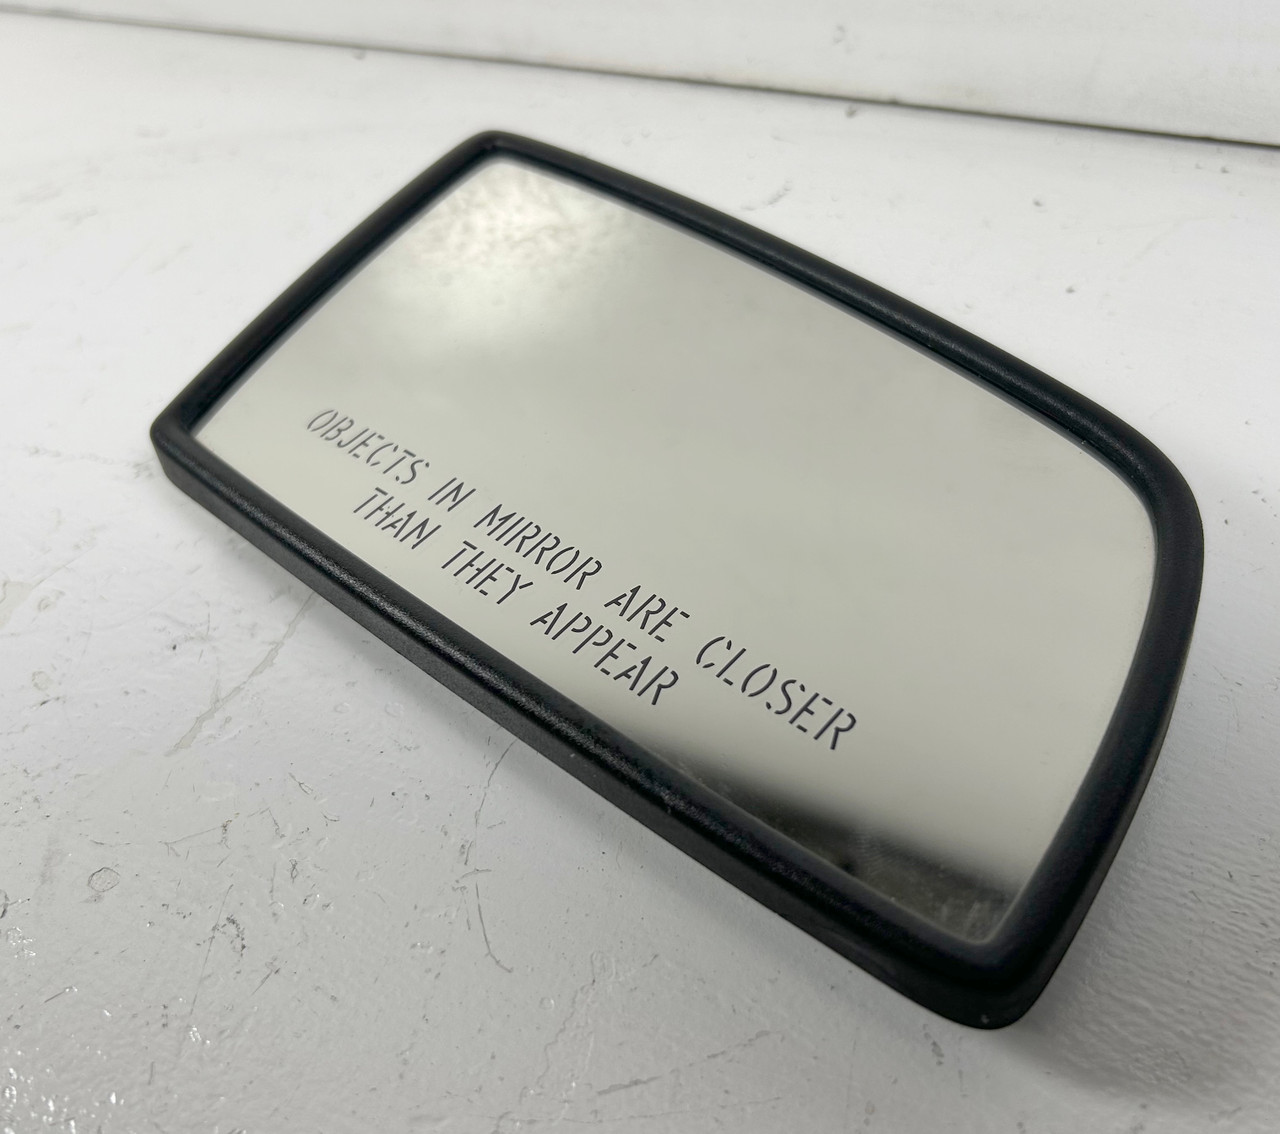 OBJECTS IN MIRROR ARE CLOSER
THAN THEY APPEAR